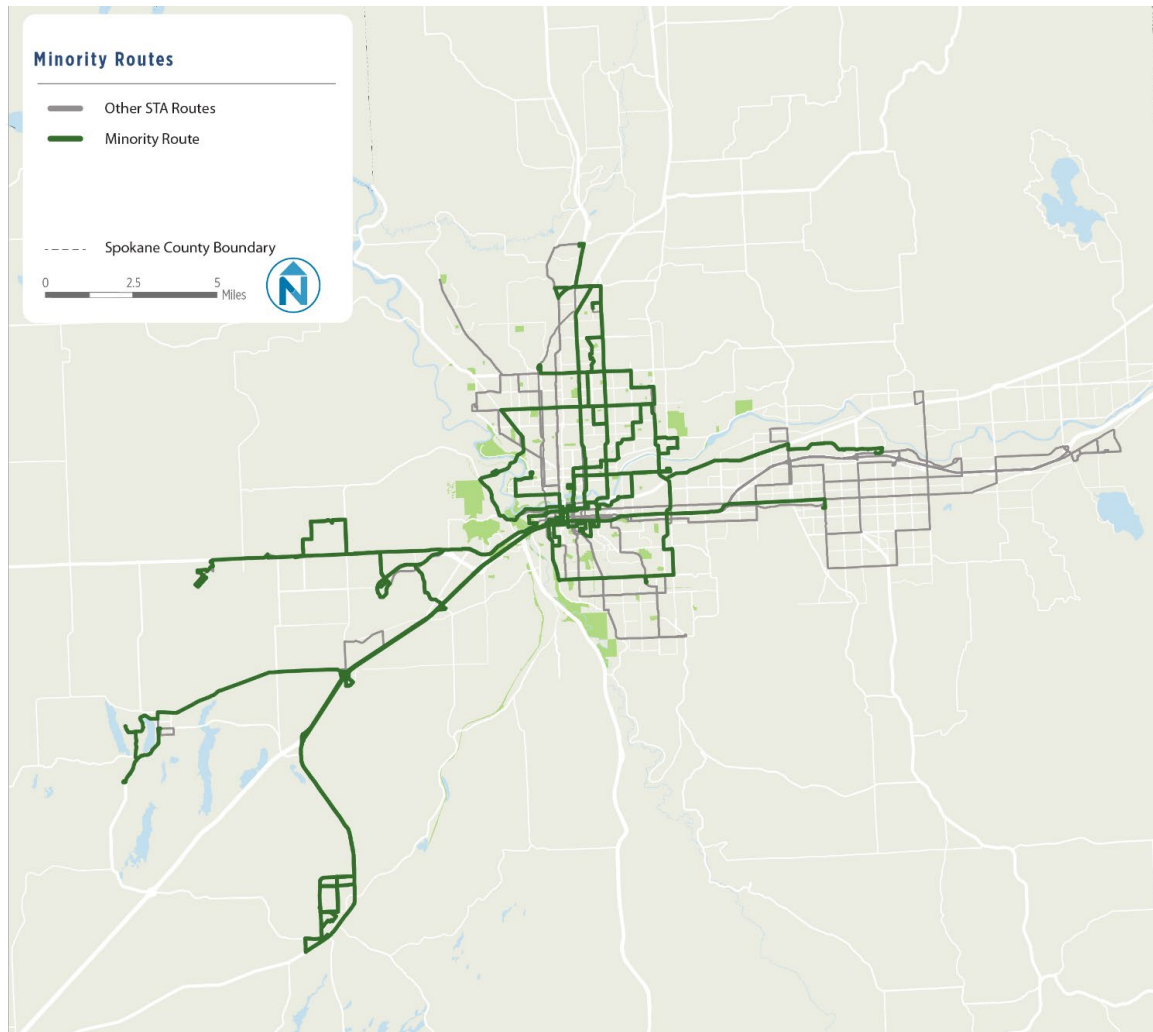 Minority Routes
Other STA Routes
Minority Route
Spokane County Boundary
0 2.5 5
Miles
N